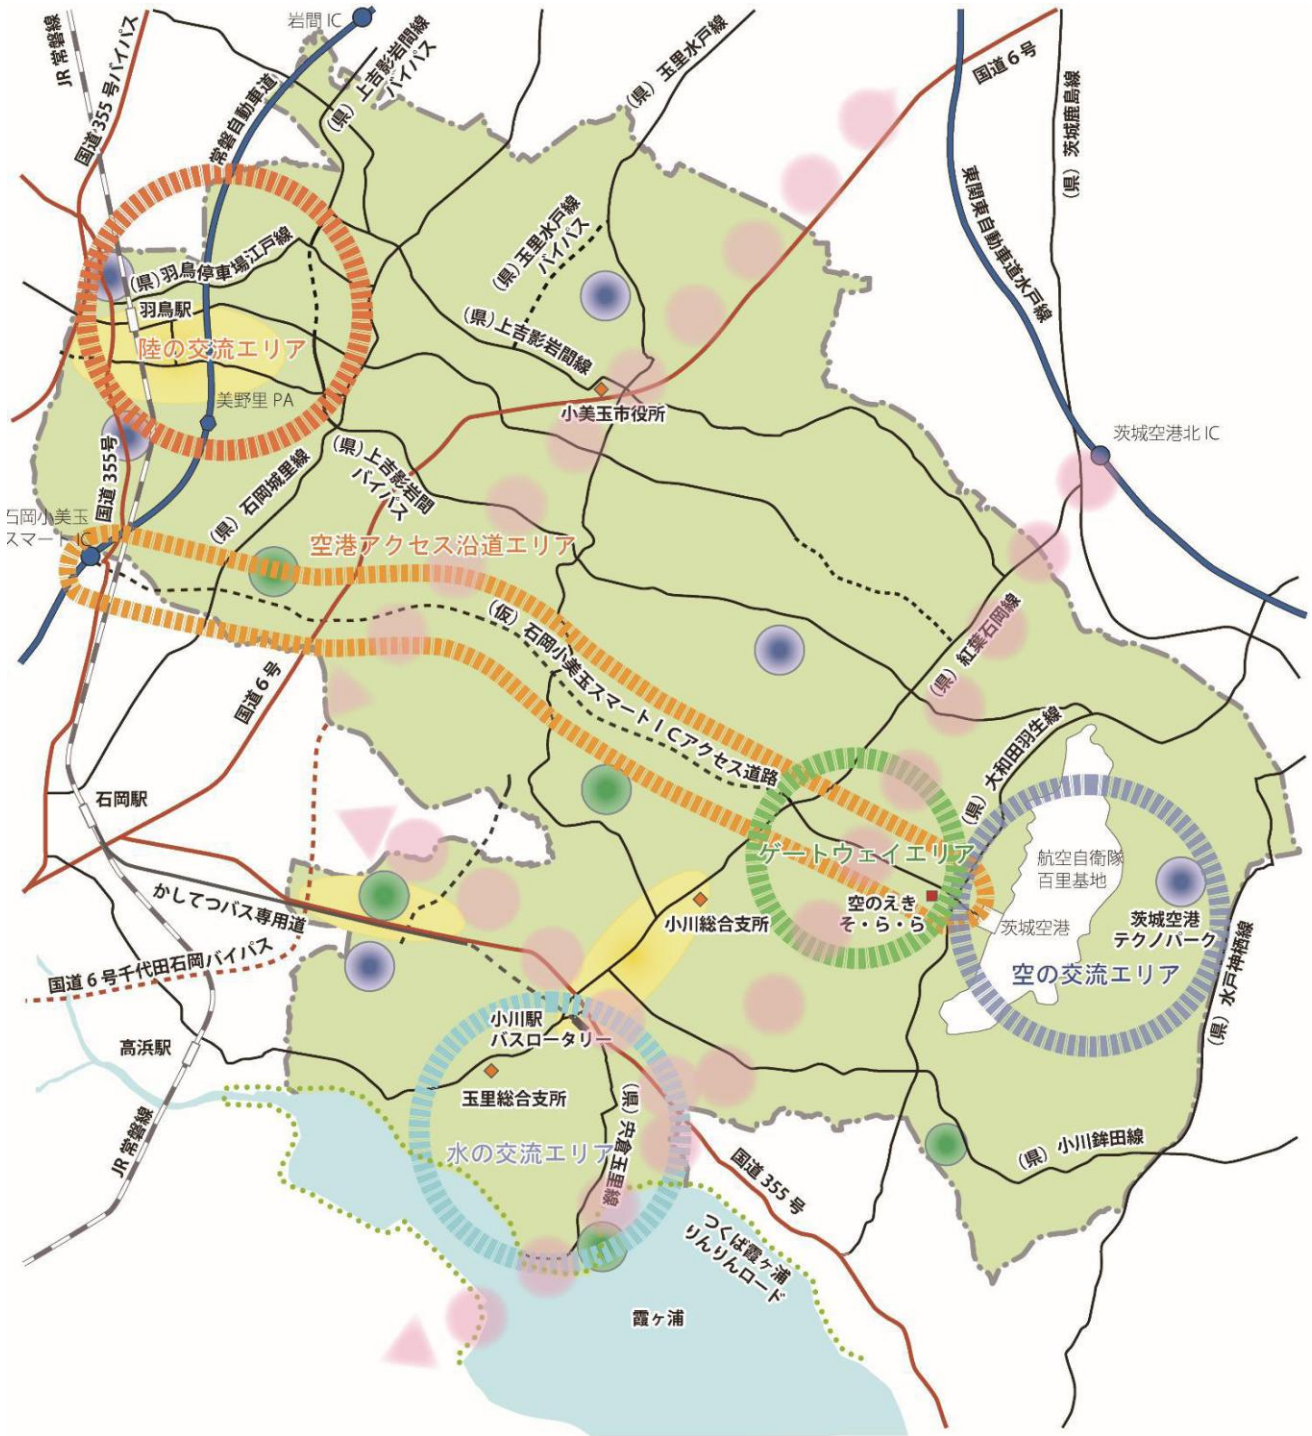 岩間 IC
JR 常磐線
国道 355 号バイパス
常磐自動車道
(県) 上吉影岩間線
バイパス
(県) 玉里水戸線
国道 6 号
(県) 茨城鹿島線
東関東自動車道水戸線
(県) 羽鳥停車場江戸線
羽鳥駅
陸の交流エリア
美野里 PA
(県) 玉里水戸線
バイパス
(県) 上吉影岩間線
小美玉市役所
茨城空港北 IC
国道 355号
(県) 石岡城里線
(県) 上吉影岩間
バイパス
石岡小美玉
スマート IC
空港アクセス沿道エリア
(仮) 石岡小美玉スマートＩＣアクセス道路
(県) 紅葉石岡線
国道 6 号
(県) 大和田羽生線
石岡駅
ゲートウェイエリア
航空自衛隊
百里基地
かしてつバス専用道
小川総合支所
空のえき
そ・ら・ら
茨城空港
茨城空港
テクノパーク
空の交流エリア
国道 6 号千代田石岡バイパス
(県) 水戸神栖線
小川駅
バスロータリー
高浜駅
玉里総合支所
(県) 宍倉玉里線
水の交流エリア
JR 常磐線
(県) 小川鉾田線
国道 355 号
つくば霞ヶ浦
りんりんロード
霞ヶ浦